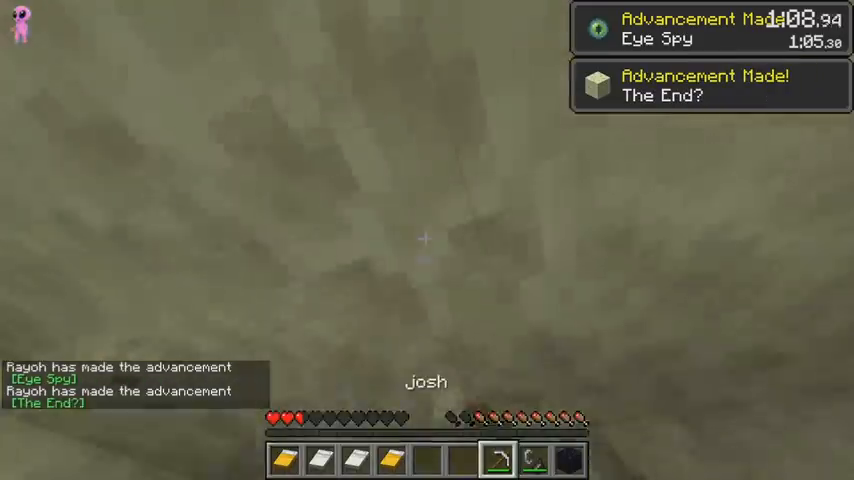 Advancement Made!
Eye Spy
1:08.94
1:05.30
Advancement Made!
The End?
Rayoh has made the advancement
[Eye Spy]
Rayoh has made the advancement
[The End?]
josh